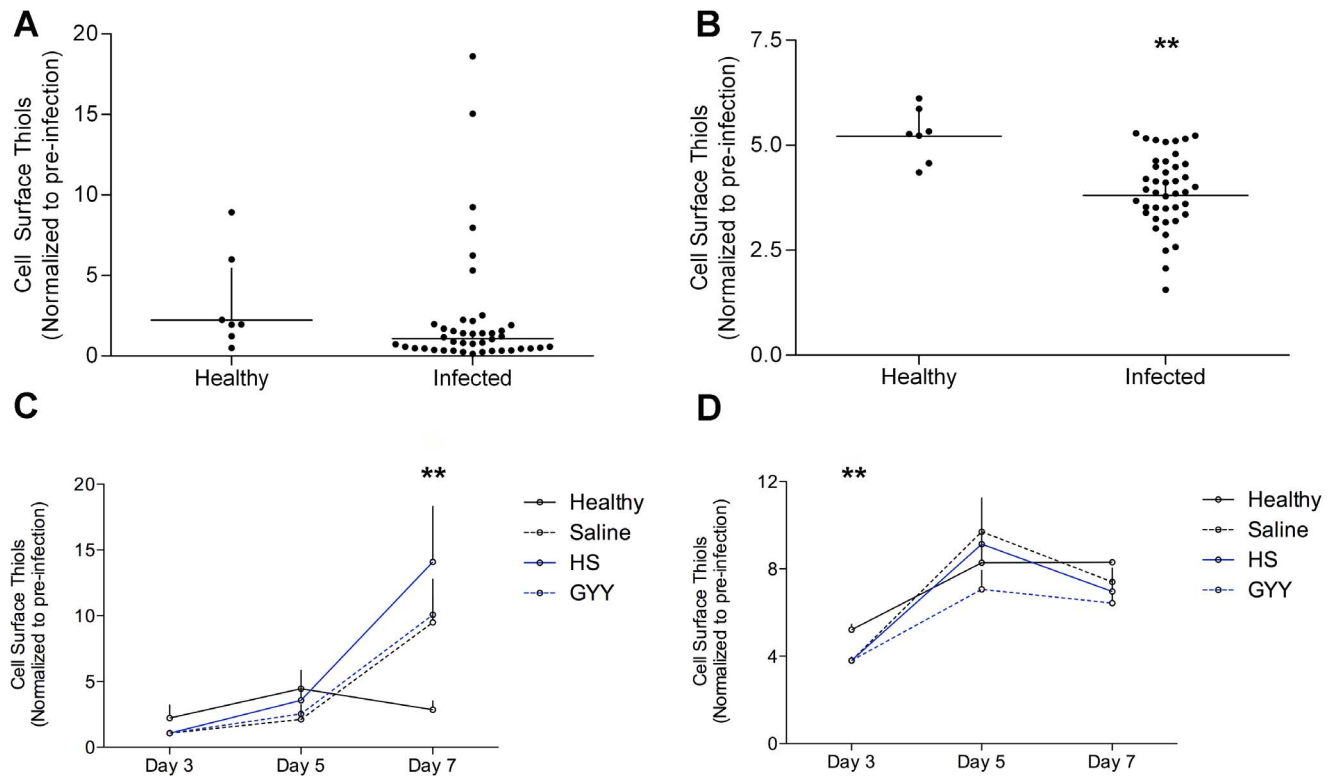 A
Cell Surface Thiols
(Normalized to pre-infection)
20
15
10
5
0
Healthy
Infected
B
**
Cell Surface Thiols
(Normalized to pre-infection)
7.5
5.0
2.5
0.0
Healthy
Infected
C
**
Cell Surface Thiols
(Normalized to pre-infection)
20
15
10
5
0
Day 3
Day 5
Day 7
Healthy
Saline
HS
GYY
D
**
Cell Surface Thiols
(Normalized to pre-infection)
12
8
4
0
Day 3
Day 5
Day 7
Healthy
Saline
HS
GYY